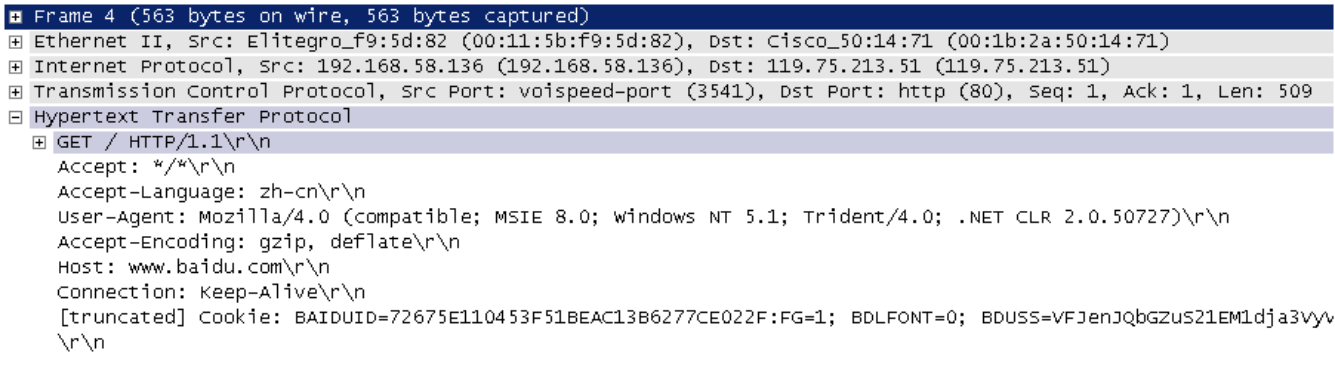 Frame 4 (563 bytes on wire, 563 bytes captured)
Ethernet II, Src: Elitegro_f9:5d:82 (00:11:5b:f9:5d:82), Dst: Cisco_50:14:71 (00:1b:2a:50:14:71)
Internet Protocol, Src: 192.168.58.136 (192.168.58.136), Dst: 119.75.213.51 (119.75.213.51)
Transmission Control Protocol, Src Port: voispeed-port (3541), Dst Port: http (80), Seq: 1, Ack: 1, Len: 509
Hypertext Transfer Protocol
GET / HTTP/1.1\r\n
Accept: */*\r\n
Accept-Language: zh-cn\r\n
User-Agent: Mozilla/4.0 (compatible; MSIE 8.0; Windows NT 5.1; Trident/4.0; .NET CLR 2.0.50727)\r\n
Accept-Encoding: gzip, deflate\r\n
Host: www.baidu.com\r\n
Connection: Keep-Alive\r\n
[truncated] Cookie: BAIDUID=72675E110453F51BEAC13B6277CE022F:FG=1; BDLFONT=0; BDUSS=VFJenJQbGZuS21EM1dja3Vyv
\r\n